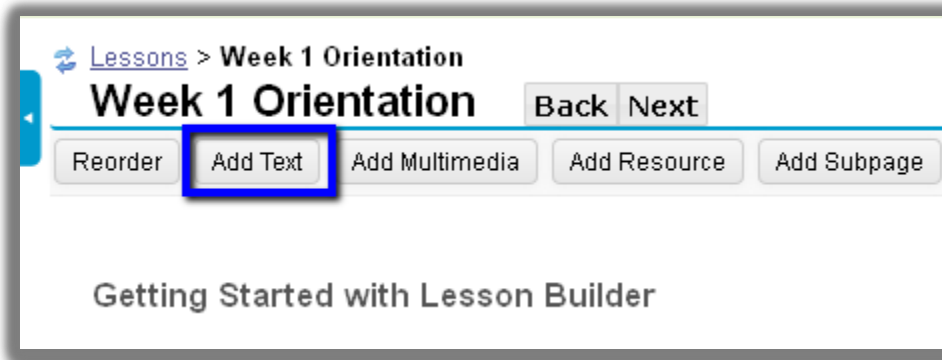 Lessons > Week 1 Orientation
Week 1 Orientation Back Next
Reorder Add Text Add Multimedia Add Resource Add Subpage
Getting Started with Lesson Builder